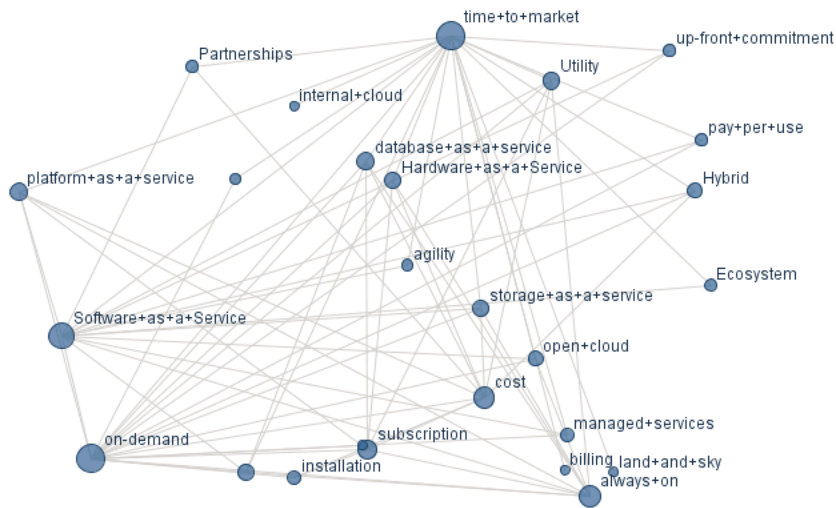 time+to+market
up-front+commitment
Partnerships
Utility
internal+cloud
pay+per+use
database+as+a+service
Hardware+as+a+Service
platform+as+a+service
Hybrid
agility
Ecosystem
storage+as+a+service
Software+as+a+Service
open+cloud
cost
managed+services
subscription
on-demand
billing
land+and+sky
installation
always+on